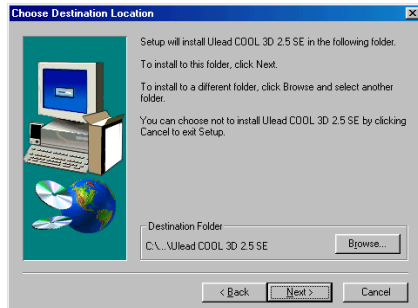 Choose Destination Location
Setup will install Ulead COOL 3D 2.5 SE in the following folder.
To install to this folder, click Next.
To install to a different folder, click Browse and select another
folder.
You can choose not to install Ulead COOL 3D 2.5 SE by clicking
Cancel to exit Setup.
Destination Folder
C:\...\Ulead COOL 3D 2.5 SE
Browse...
< Back
Next >
Cancel